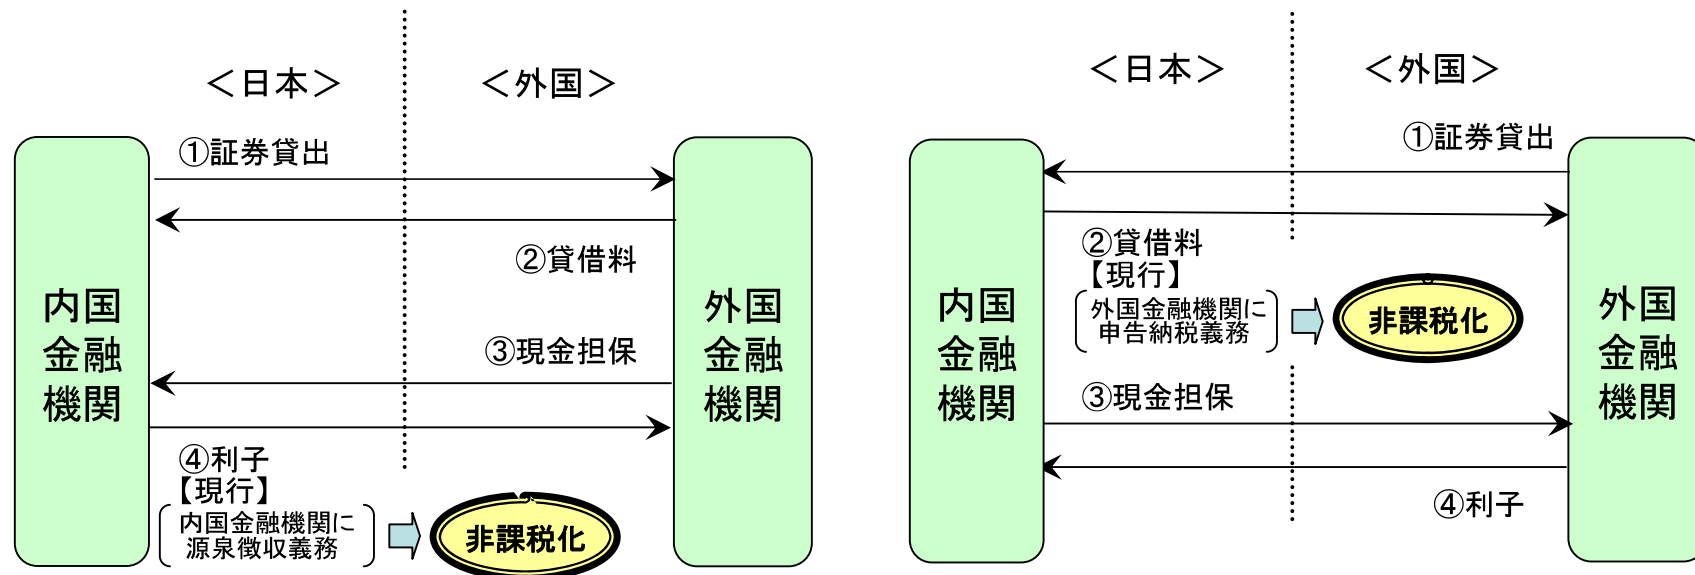 ＜日本＞
＜外国＞
①証券貸出
②貸借料
内国
金融
機関
外国
金融
機関
③現金担保
④利子
【現行】
内国金融機関に
源泉徴収義務
非課税化
＜日本＞
＜外国＞
①証券貸出
②貸借料
【現行】
外国金融機関に
申告納税義務
非課税化
内国
金融
機関
外国
金融
機関
③現金担保
④利子